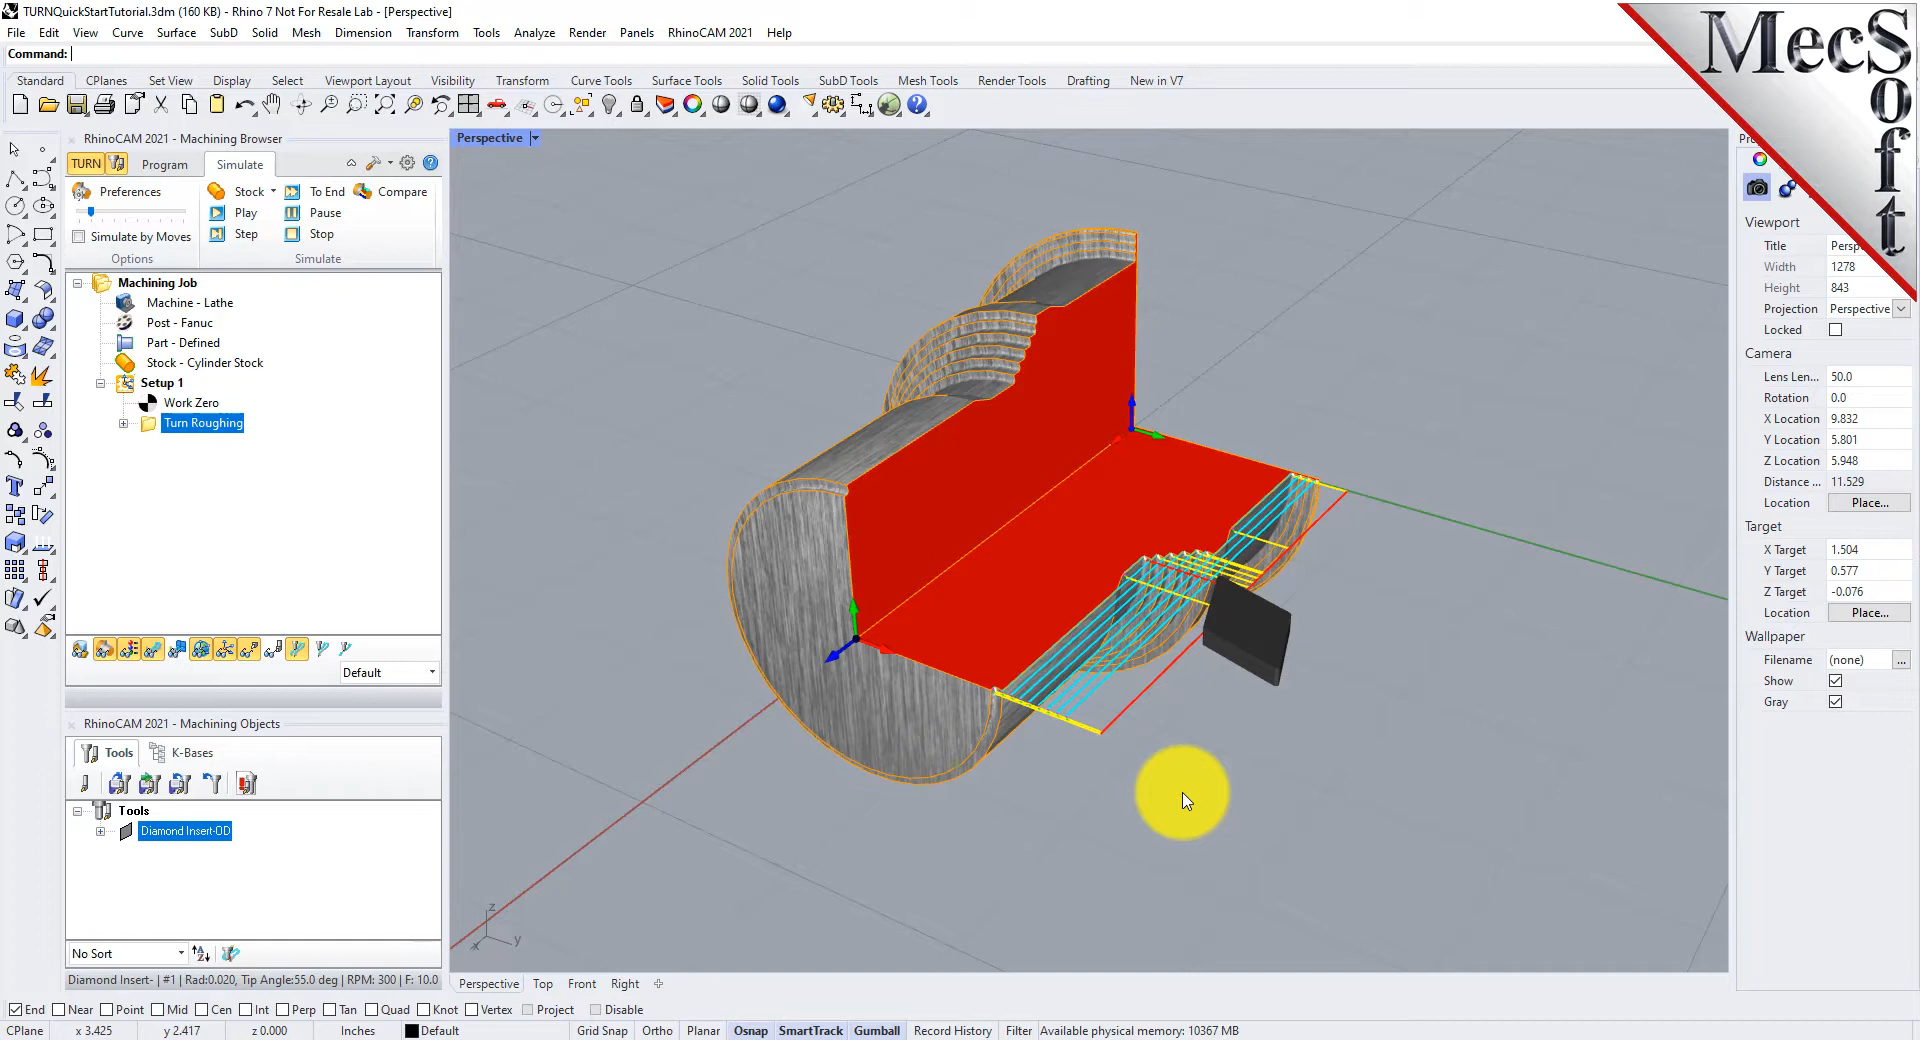 TURNQuickStartTutorial.3dm (160 KB) - Rhino 7 Not For Resale Lab - [Perspective]
File Edit View Curve Surface SubD Solid Mesh Dimension Transform Tools Analyze Render Panels RhinoCAM 2021 Help
Command:
Standard CPlanes Set View Display Select Viewport Layout Visibility Transform Curve Tools Surface Tools Solid Tools SubD Tools Mesh Tools Render Tools Drafting New in V7
MecSoft
RhinoCAM 2021 - Machining Browser
TURN Program Simulate
Preferences
Simulate by Moves
Options
Stock To End Compare
Play Pause
Step Stop
Simulate
Machining Job
Machine - Lathe
Post - Fanuc
Part - Defined
Stock - Cylinder Stock
Setup 1
Work Zero
Turn Roughing
Default
RhinoCAM 2021 - Machining Objects
Tools K-Bases
Tools
Diamond Insert-OD
No Sort
Diamond Insert- | #1 | Rad:0.020, Tip Angle:55.0 deg | RPM: 300 | F: 10.0
Perspective
z
x y
Viewport
Title
Width 1278
Height 843
Projection Perspective
Locked
Camera
Lens Len... 50.0
Rotation 0.0
X Location 9.832
Y Location 5.801
Z Location 5.948
Distance ... 11.529
Location Place...
Target
X Target 1.504
Y Target 0.577
Z Target -0.076
Location Place...
Wallpaper
Filename (none) ...
Show
Gray
Perspective Top Front Right
End Near Point Mid Cen Int Perp Tan Quad Knot Vertex Project Disable
CPlane x 3.425 y 2.417 z 0.000 Inches Default Grid Snap Ortho Planar Osnap SmartTrack Gumball Record History Filter Available physical memory: 10367 MB